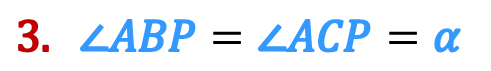 3. ∠ABP = ∠ACP = α